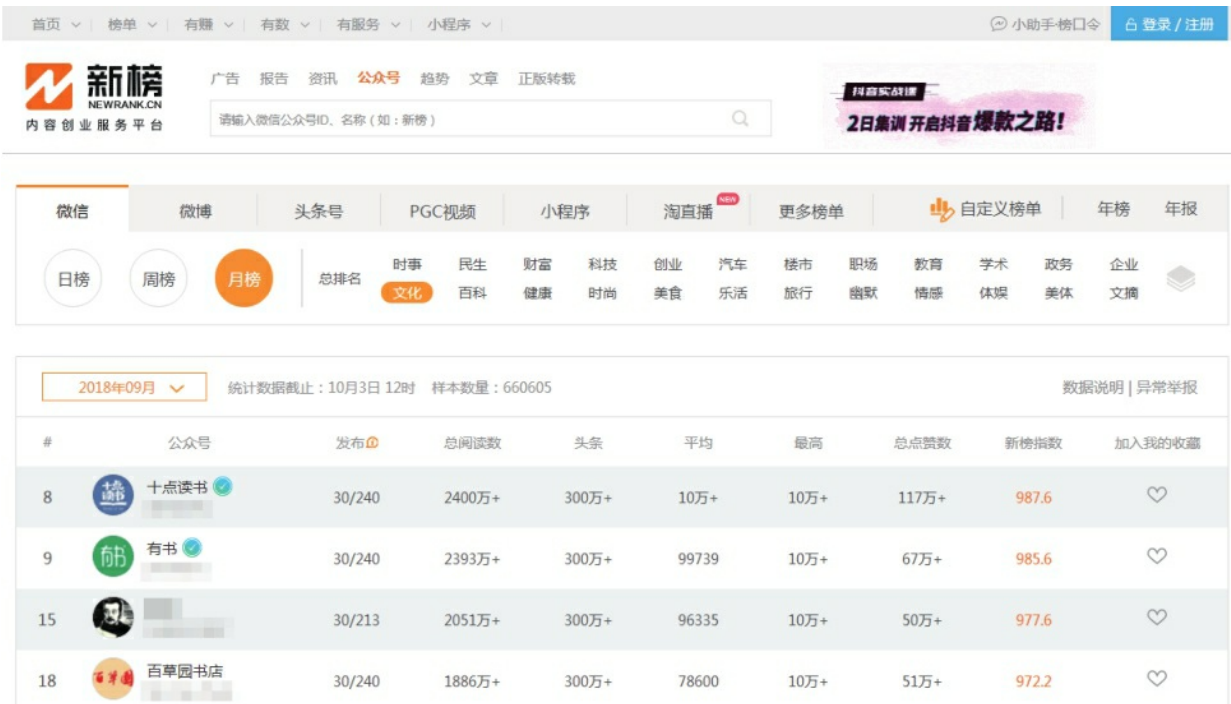 首页 榜单 有赚 有数 有服务 小程序 小助手·榜口令 登录 / 注册
新榜
NEWRANK.CN
内容创业服务平台
广告 报告 资讯 公众号 趋势 文章 正版转载
请输入微信公众号ID、名称 ( 如：新榜 )
抖音实战课
2日集训 开启抖音爆款之路!
微信 微博 头条号 PGC视频 小程序 淘直播 NEW 更多榜单 自定义榜单 年榜 年报
日榜 周榜 月榜 总排名
时事 民生 财富 科技 创业 汽车 楼市 职场 教育 学术 政务 企业
文化 百科 健康 时尚 美食 乐活 旅行 幽默 情感 体娱 美体 文摘
2018年09月 统计数据截止：10月3日 12时 样本数量：660605 数据说明 | 异常举报
# 公众号 发布 总阅读数 头条 平均 最高 总点赞数 新榜指数 加入我的收藏
8 十点读书 十点读书 30/240 2400万+ 300万+ 10万+ 10万+ 117万+ 987.6
9 有书 有书 30/240 2393万+ 300万+ 99739 10万+ 67万+ 985.6
15 30/213 2051万+ 300万+ 96335 10万+ 50万+ 977.6
18 百草园 百草园书店 30/240 1886万+ 300万+ 78600 10万+ 51万+ 972.2